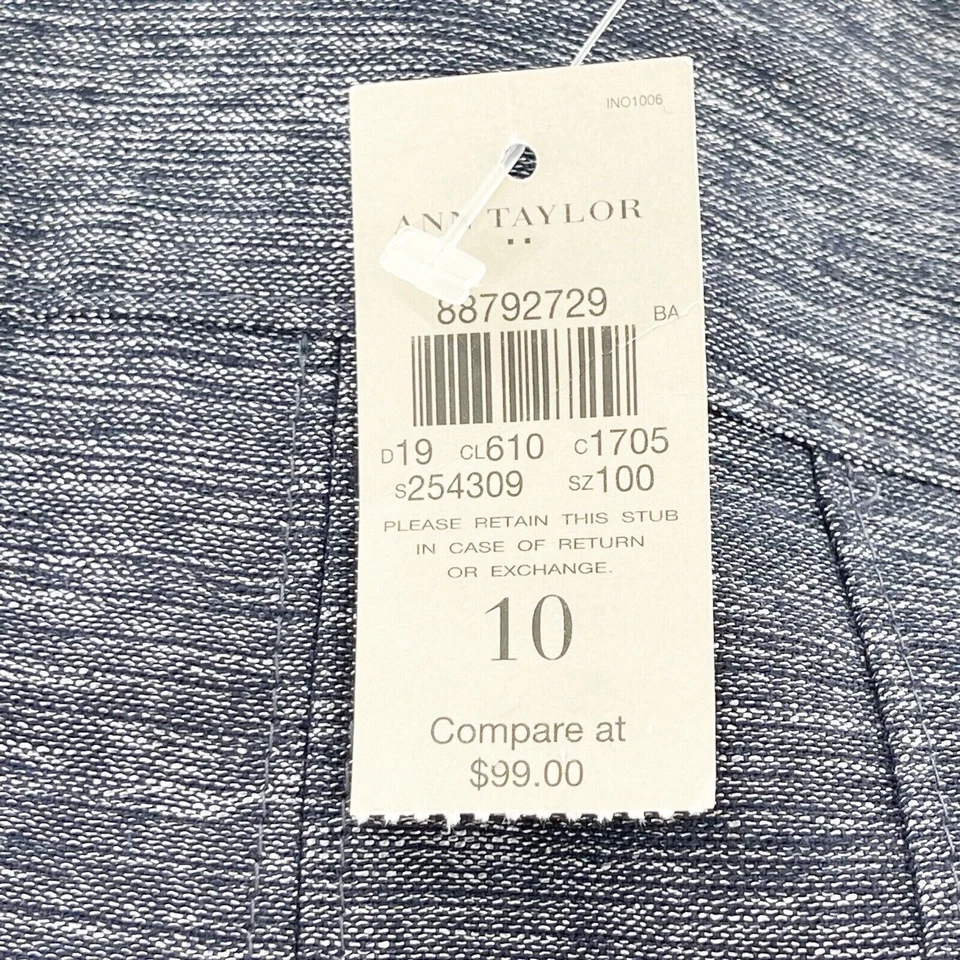 INO1006
ANN TAYLOR
88792729
BA
D19 CL610 C1705
S254309 SZ100
PLEASE RETAIN THIS STUB
IN CASE OF RETURN
OR EXCHANGE.
10
Compare at
$99.00